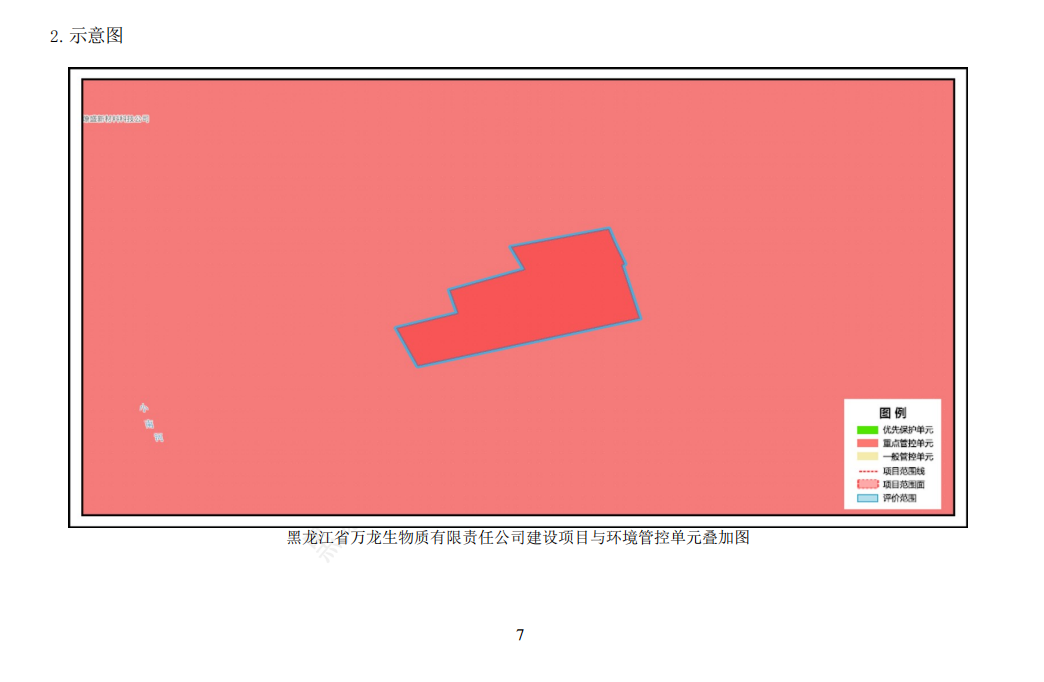 2. 示意图
小
南
河
图 例
优先保护单元
重点管控单元
一般管控单元
项目范围线
项目范围面
评价范围
黑龙江省万龙生物质有限责任公司建设项目与环境管控单元叠加图
7